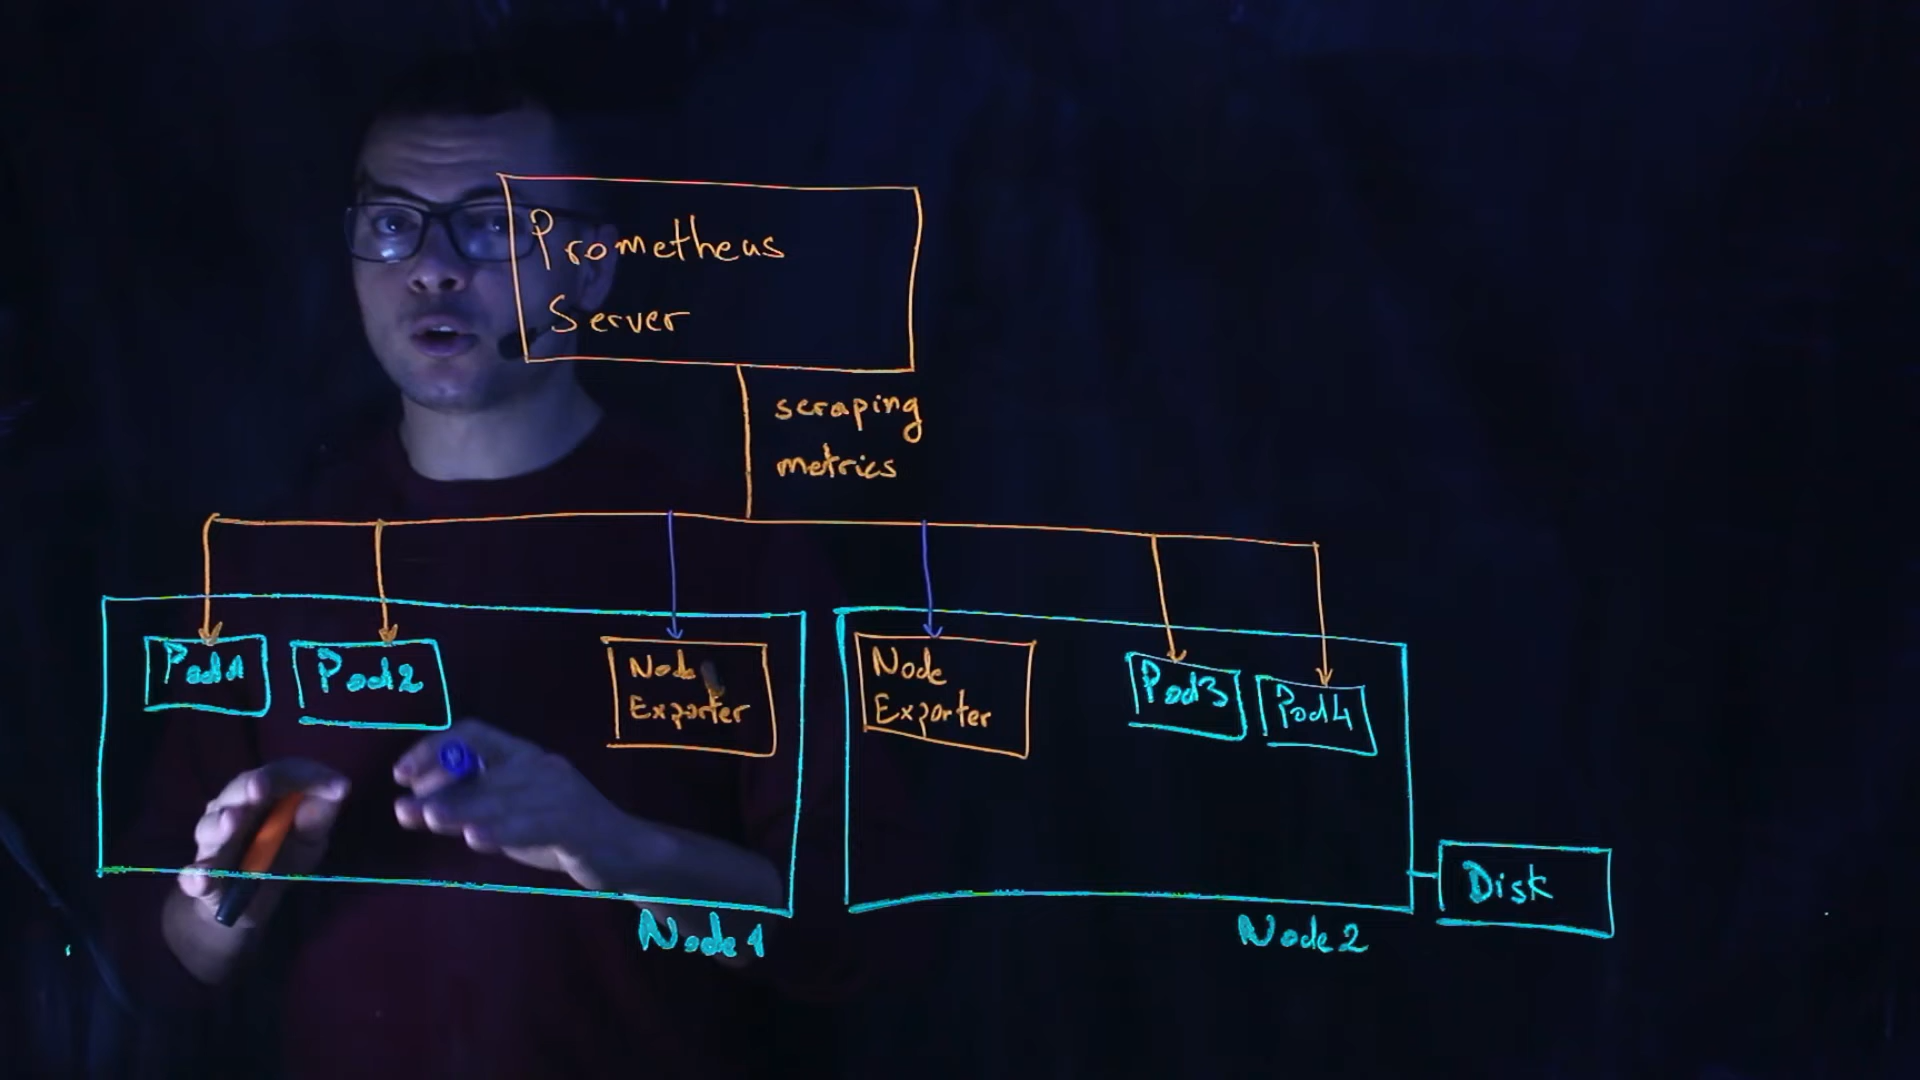 Prometheus
Server
scraping
metrics
Pod1
Pod2
Node
Exporter
Node
Exporter
Pod3
Pod4
Disk
Node1
Node2